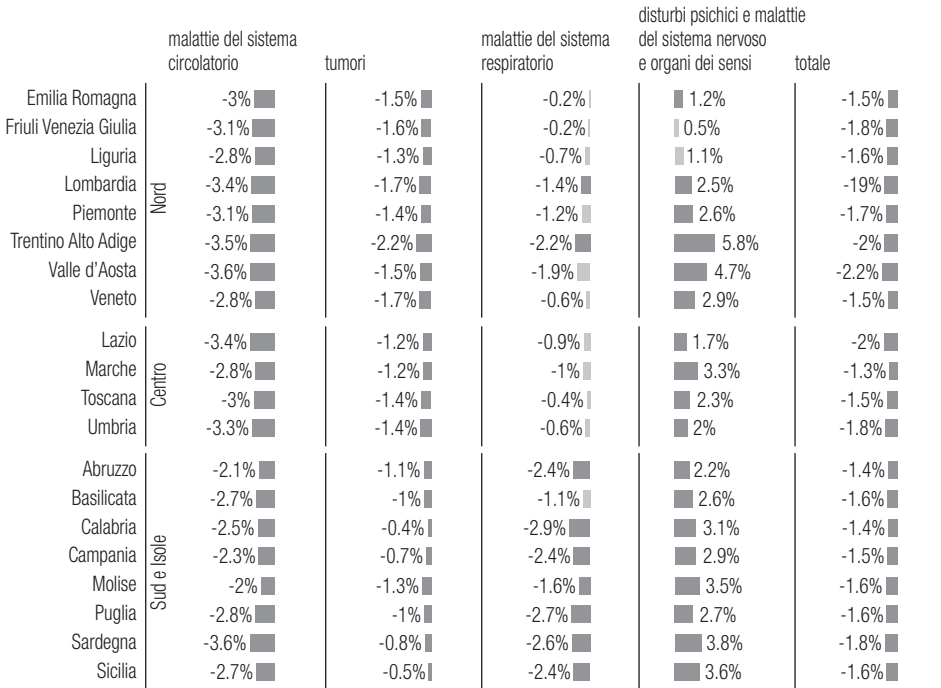 malattie del sistema
circolatorio
tumori
malattie del sistema
respiratorio
disturbi psichici e malattie
del sistema nervoso
e organi dei sensi
totale
Nord
Emilia Romagna -3% -1.5% -0.2% 1.2% -1.5%
Friuli Venezia Giulia -3.1% -1.6% -0.2% 0.5% -1.8%
Liguria -2.8% -1.3% -0.7% 1.1% -1.6%
Lombardia -3.4% -1.7% -1.4% 2.5% -19%
Piemonte -3.1% -1.4% -1.2% 2.6% -1.7%
Trentino Alto Adige -3.5% -2.2% -2.2% 5.8% -2%
Valle d'Aosta -3.6% -1.5% -1.9% 4.7% -2.2%
Veneto -2.8% -1.7% -0.6% 2.9% -1.5%
Centro
Lazio -3.4% -1.2% -0.9% 1.7% -2%
Marche -2.8% -1.2% -1% 3.3% -1.3%
Toscana -3% -1.4% -0.4% 2.3% -1.5%
Umbria -3.3% -1.4% -0.6% 2% -1.8%
Sud e Isole
Abruzzo -2.1% -1.1% -2.4% 2.2% -1.4%
Basilicata -2.7% -1% -1.1% 2.6% -1.6%
Calabria -2.5% -0.4% -2.9% 3.1% -1.4%
Campania -2.3% -0.7% -2.4% 2.9% -1.5%
Molise -2% -1.3% -1.6% 3.5% -1.6%
Puglia -2.8% -1% -2.7% 2.7% -1.6%
Sardegna -3.6% -0.8% -2.6% 3.8% -1.8%
Sicilia -2.7% -0.5% -2.4% 3.6% -1.6%